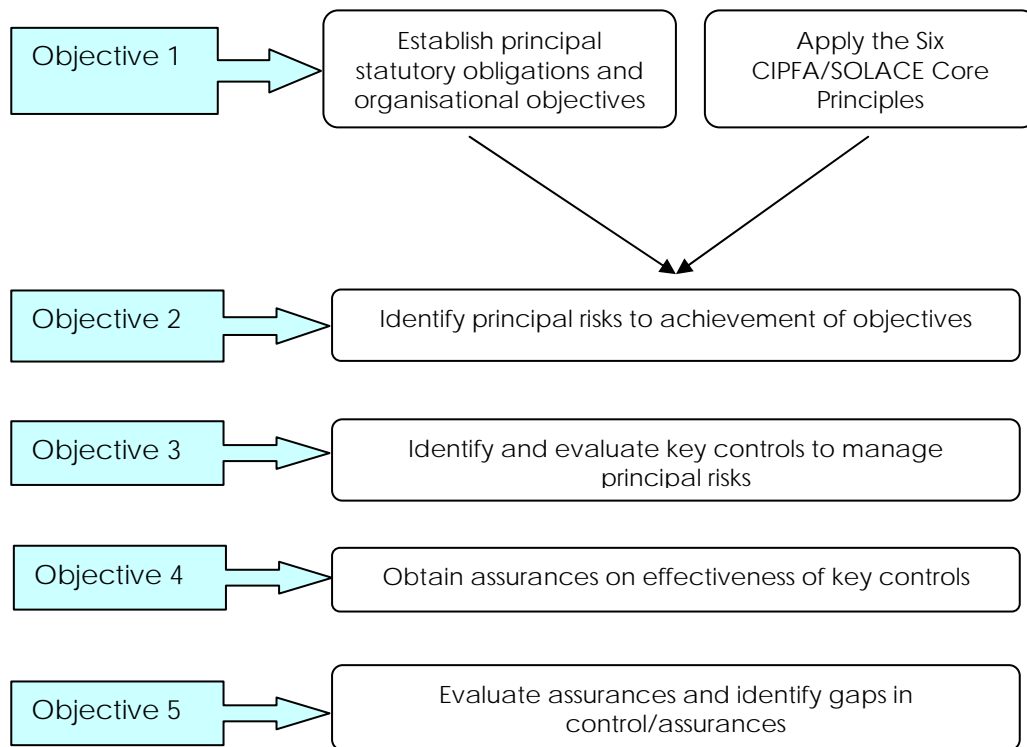 Objective 1
Establish principal
statutory obligations and
organisational objectives
Apply the Six
CIPFA/SOLACE Core
Principles
Objective 2
Identify principal risks to achievement of objectives
Objective 3
Identify and evaluate key controls to manage
principal risks
Objective 4
Obtain assurances on effectiveness of key controls
Objective 5
Evaluate assurances and identify gaps in
control/assurances